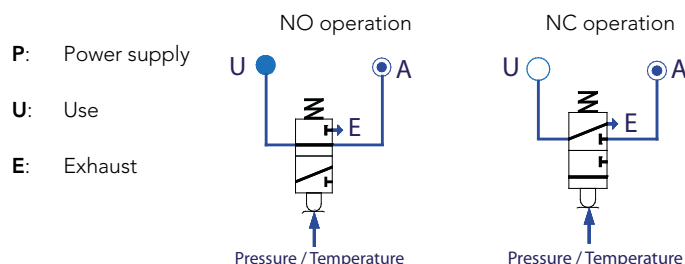 NO operation
NC operation
P: Power supply
U: Use
E: Exhaust
U
A
E
Pressure / Temperature
U
A
E
Pressure / Temperature